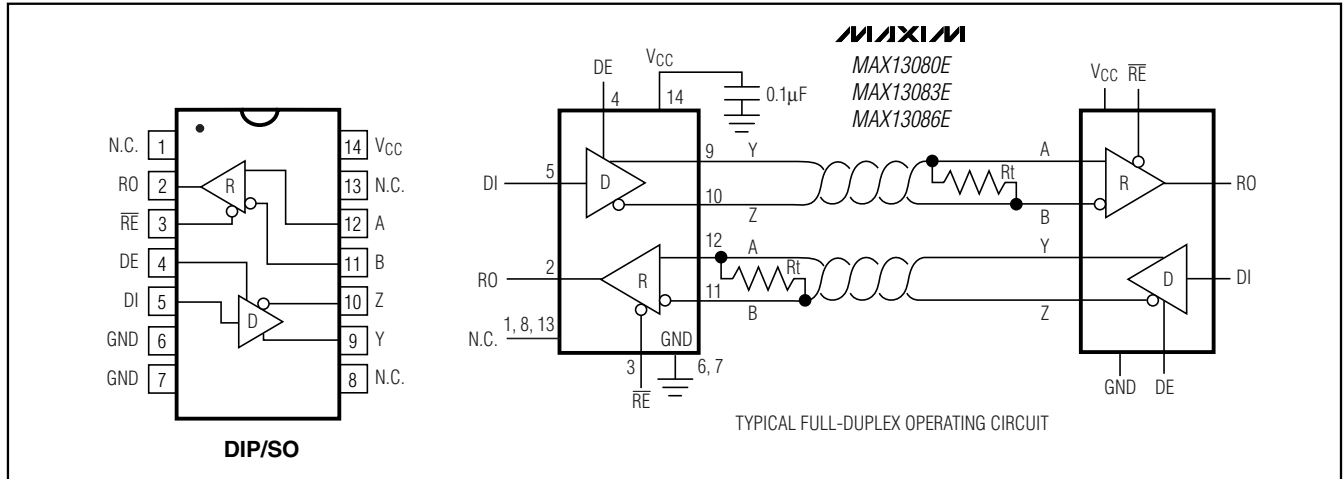 MAXIM
MAX13080E
MAX13083E
MAX13086E
N.C. 1
RO 2
RE 3
DE 4
DI 5
GND 6
GND 7
14 VCC
13 N.C.
12 A
11 B
10 Z
9 Y
8 N.C.
R
D
DIP/SO
DE
4
VCC
14
0.1µF
DI
5
D
9 Y
10 Z
RO
2
R
12 A
11 B
Rt
N.C.
1, 8, 13
3
RE
GND
6, 7
A
Rt
B
Y
Z
VCC
RE
R
RO
D
DI
GND
DE
TYPICAL FULL-DUPLEX OPERATING CIRCUIT